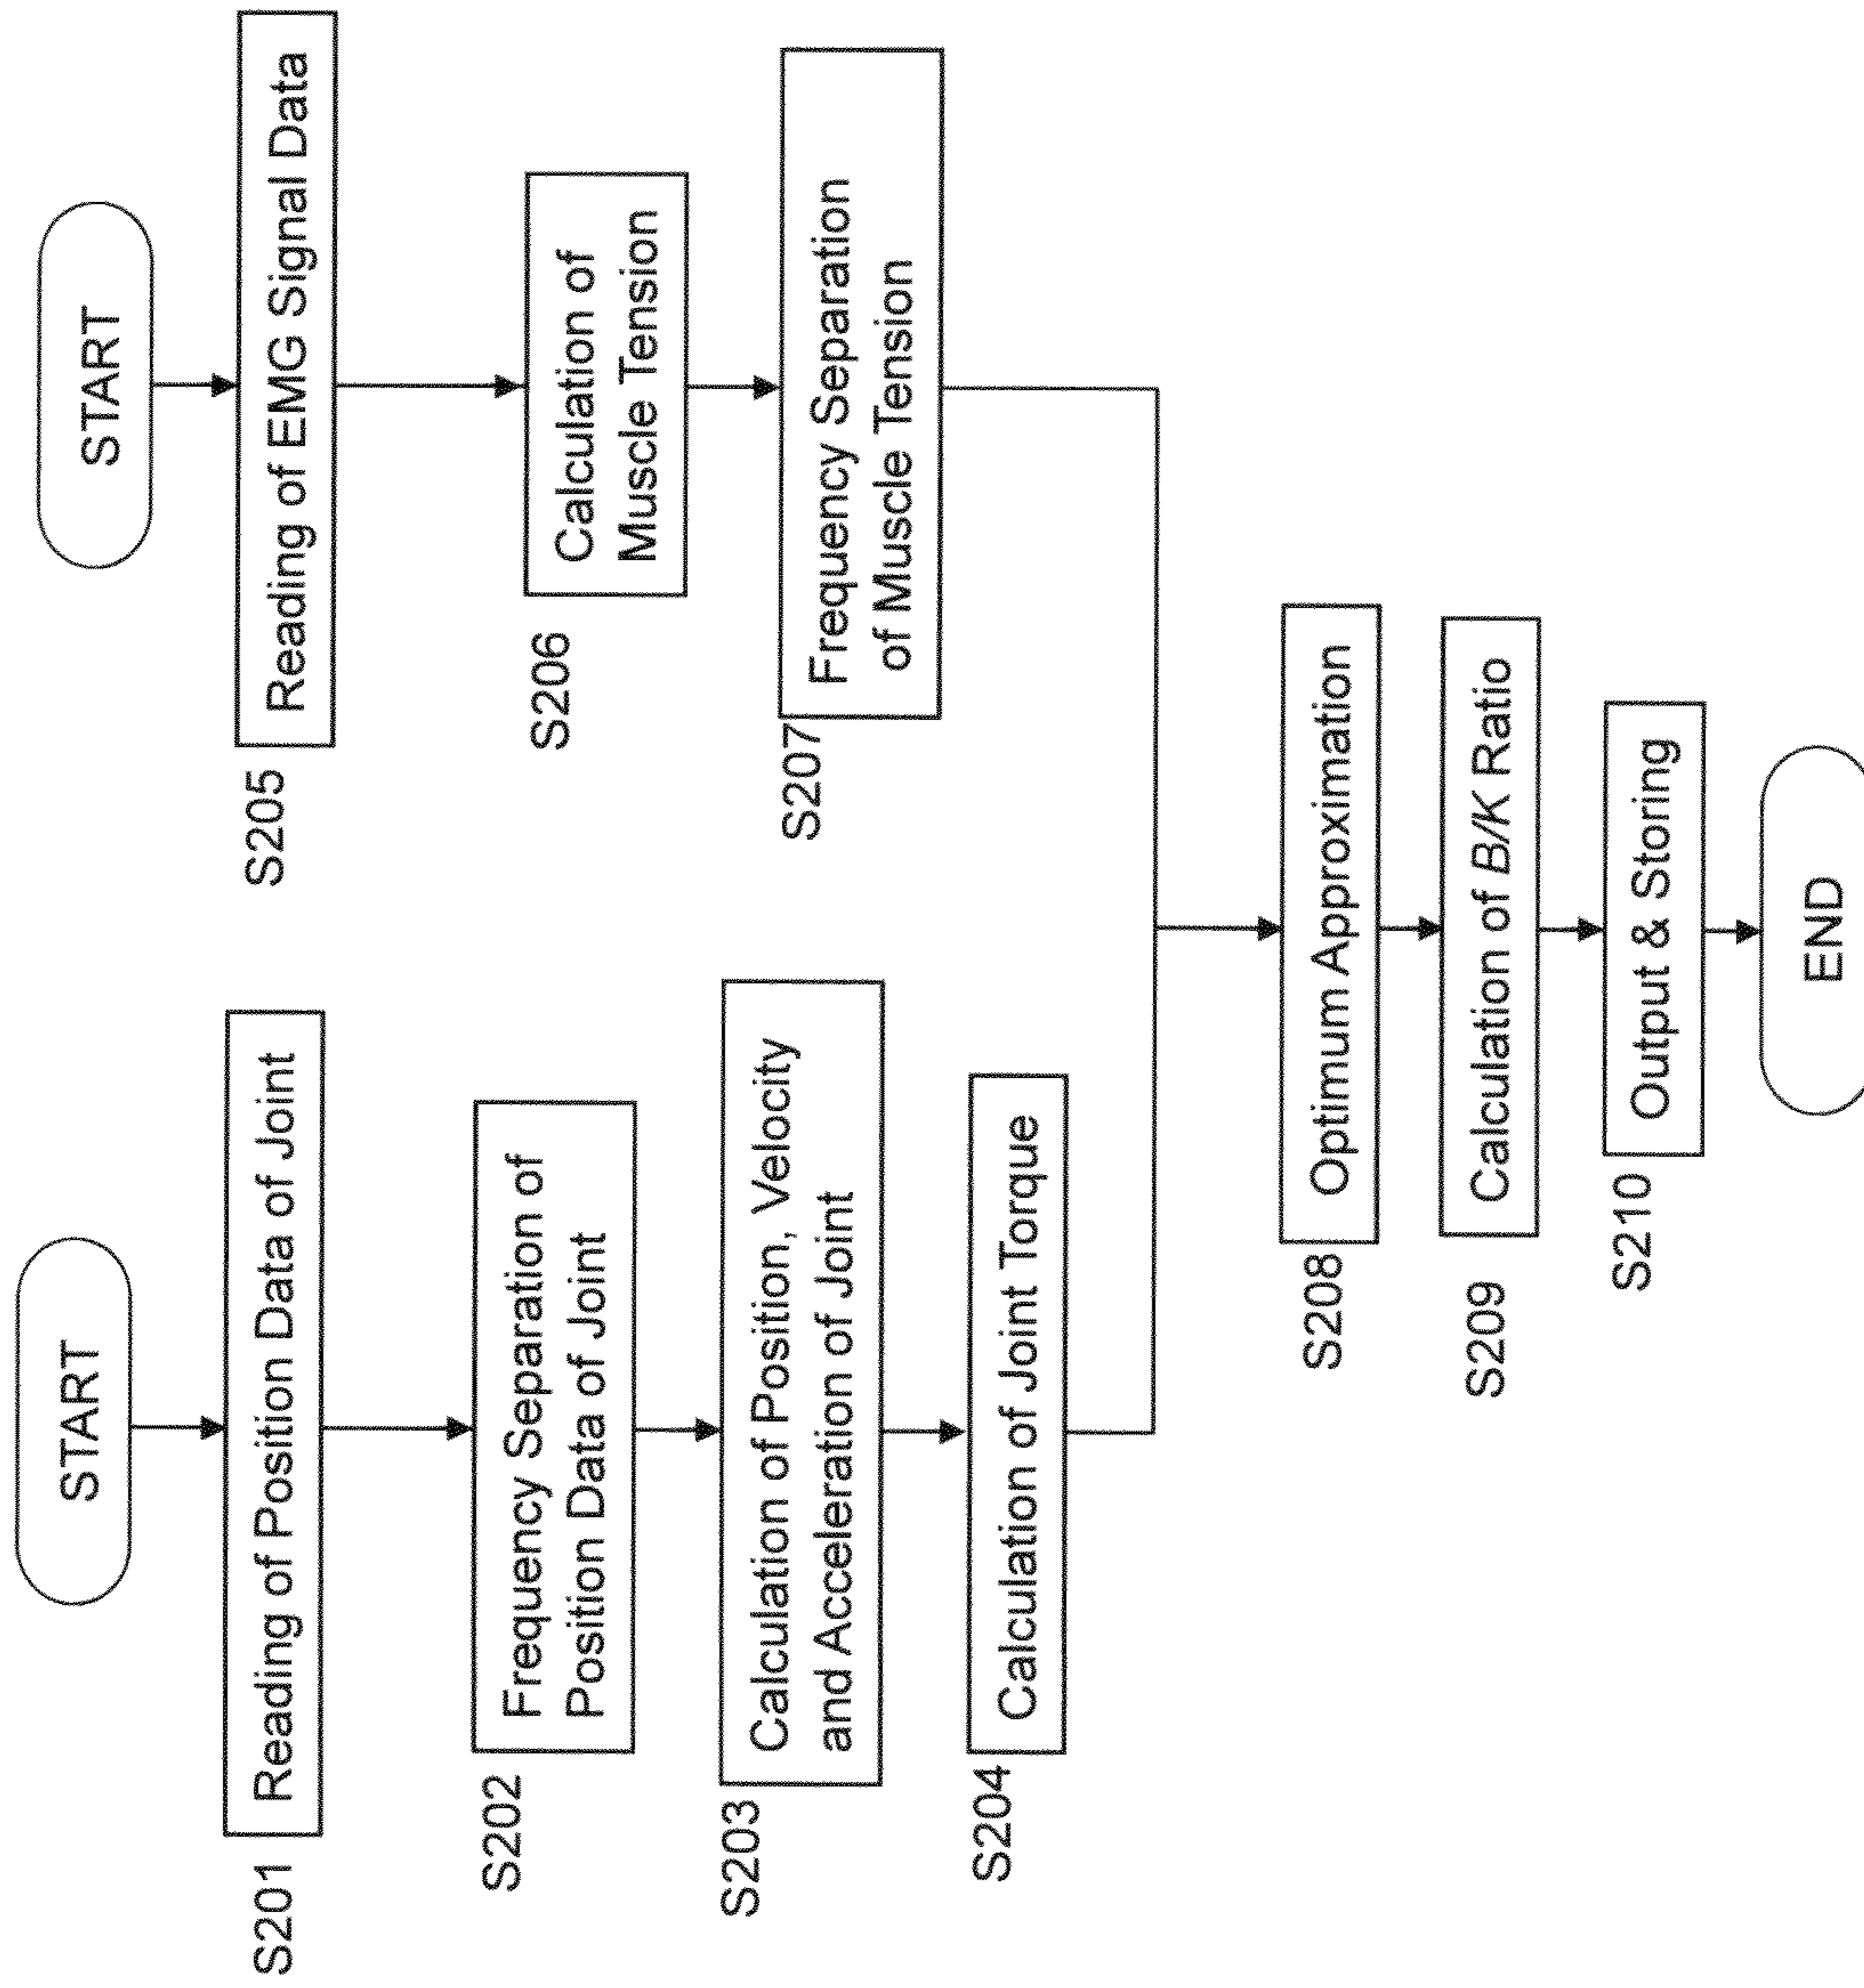 START
S201
Reading of Position Data of Joint
S202
Frequency Separation of
Position Data of Joint
S203
Calculation of Position, Velocity
and Acceleration of Joint
S204
Calculation of Joint Torque
START
S205
Reading of EMG Signal Data
S206
Calculation of
Muscle Tension
S207
Frequency Separation
of Muscle Tension
S208
Optimum Approximation
S209
Calculation of B/K Ratio
S210
Output & Storing
END